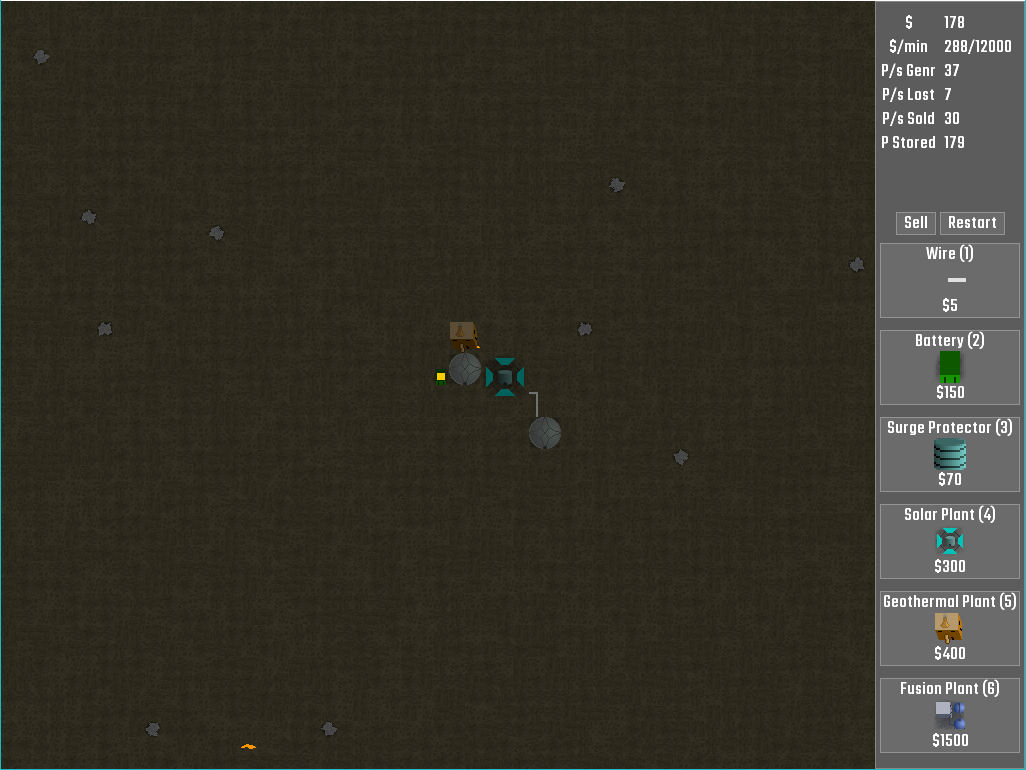 $ 178
$/min 288/12000
P/s Genr 37
P/s Lost 7
P/s Sold 30
P Stored 179
Sell Restart
Wire (1)
$5
Battery (2)
$150
Surge Protector (3)
$70
Solar Plant (4)
$300
Geothermal Plant (5)
$400
Fusion Plant (6)
$1500